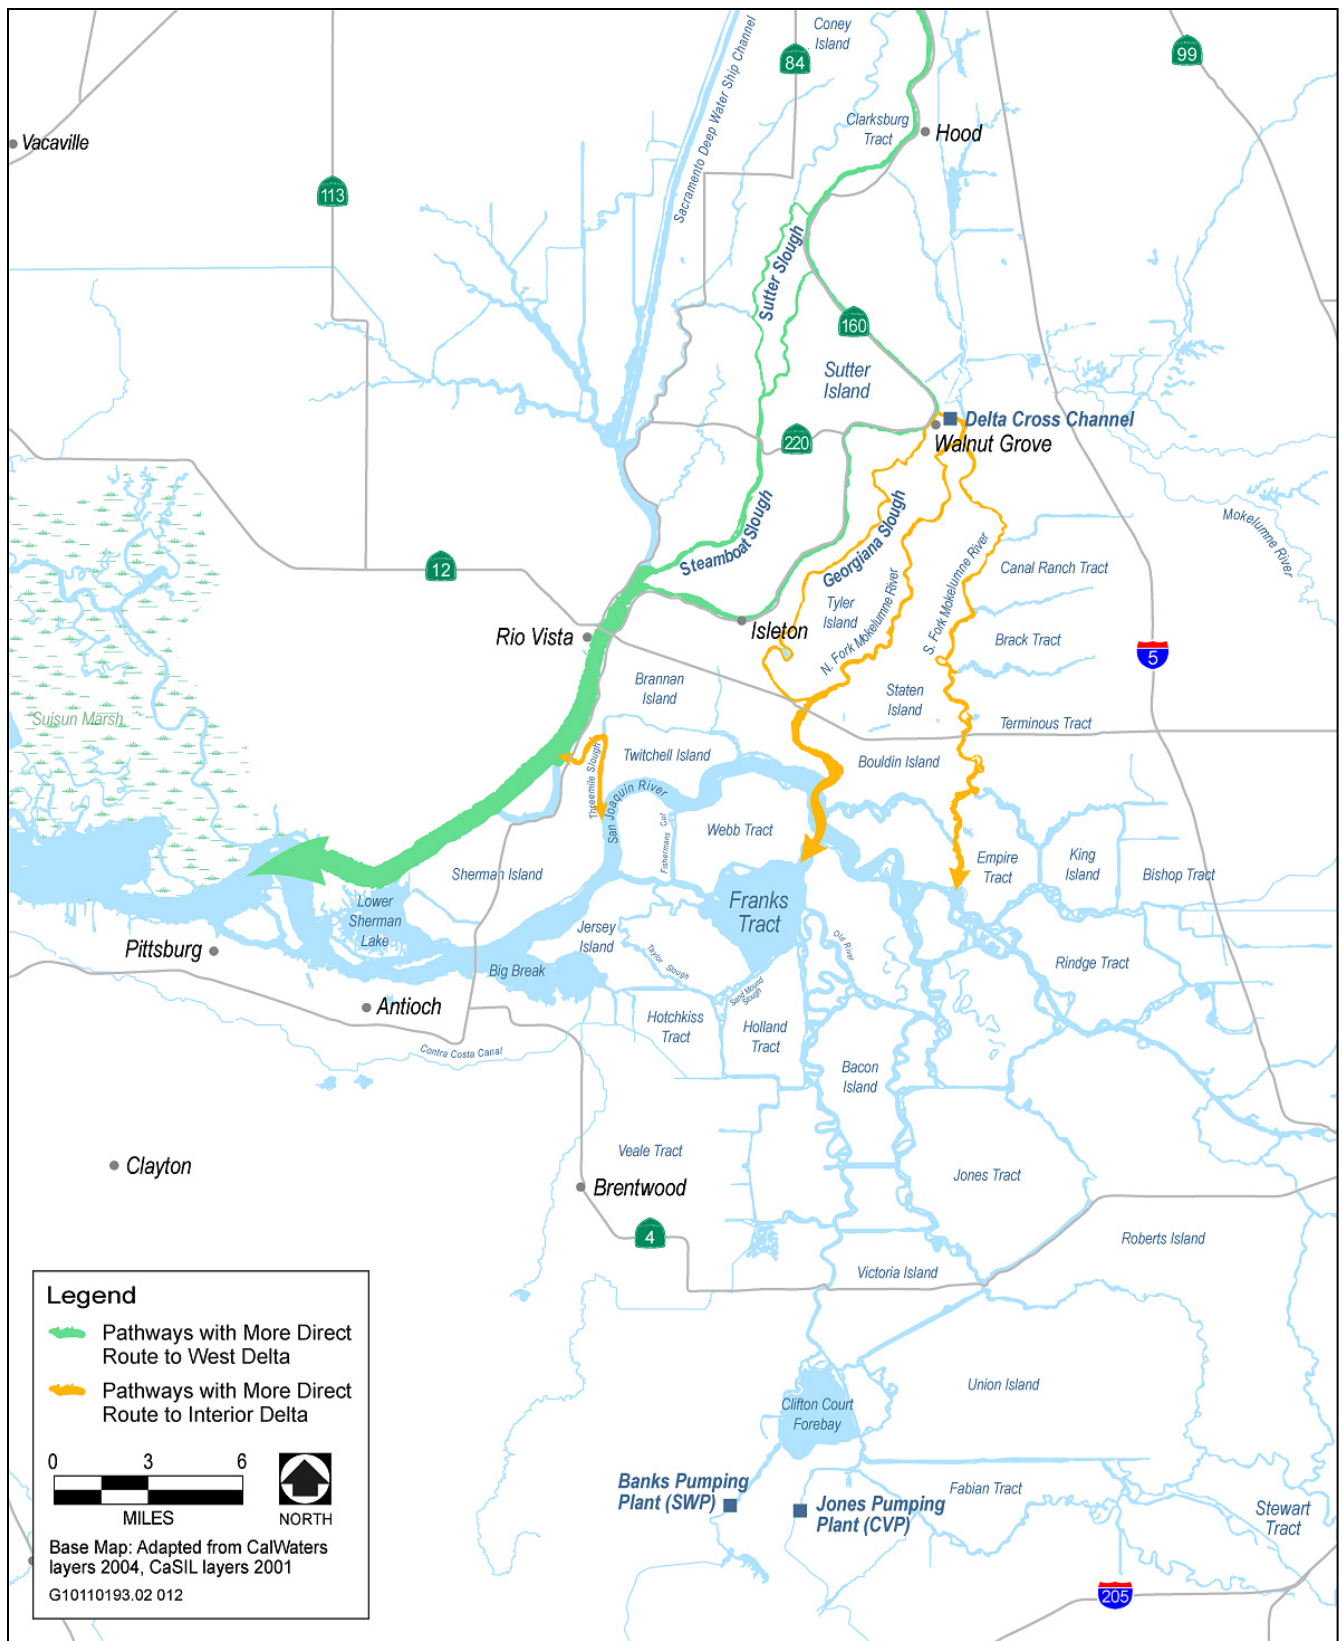 Coney
Island
84
99
Sacramento Deep Water Ship Channel
Clarksburg
Tract
Hood
Vacaville
113
Sutter Slough
160
Sutter
Island
Delta Cross Channel
Walnut Grove
220
Steamboat Slough
Georgiana Slough
Mokelumne River
12
Canal Ranch Tract
Tyler
Island
N. Fork Mokelumne River
S. Fork Mokelumne River
Rio Vista
Isleton
Brack Tract
5
Brannan
Island
Staten
Island
Suisun Marsh
Terminous Tract
Threemile Slough
Twitchell Island
Bouldin Island
San Joaquin River
Fishermans Cut
Webb Tract
Sherman Island
Empire
Tract
King
Island
Bishop Tract
Lower
Sherman
Lake
Franks
Tract
Jersey
Island
Taylor Slough
Old River
Pittsburg
Big Break
Rindge Tract
Sand Mound
Slough
Antioch
Hotchkiss
Tract
Holland
Tract
Contra Costa Canal
Bacon
Island
Clayton
Veale Tract
Brentwood
Jones Tract
4
Roberts Island
Victoria Island
Union Island
Clifton Court
Forebay
Banks Pumping
Plant (SWP)
Jones Pumping
Plant (CVP)
Fabian Tract
Stewart
Tract
205
Legend
Pathways with More Direct
Route to West Delta
Pathways with More Direct
Route to Interior Delta
0 3 6
MILES
NORTH
Base Map: Adapted from CalWaters
layers 2004, CaSIL layers 2001
G10110193.02 012